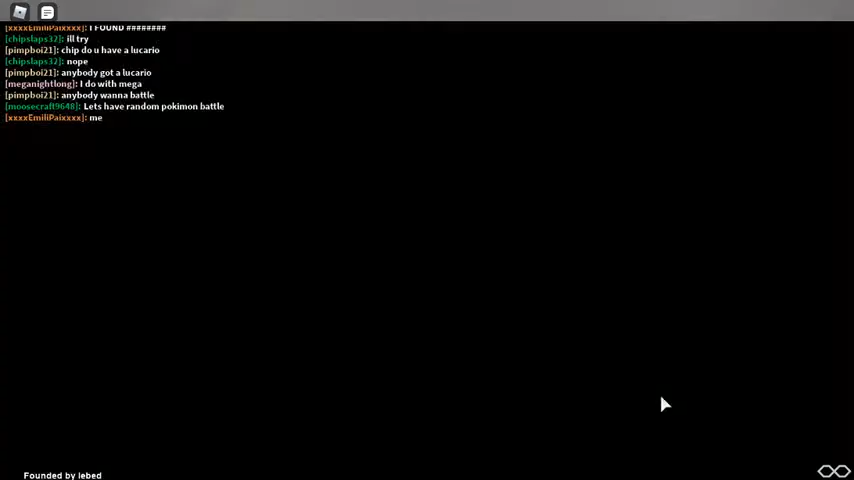 [xxxxEmiliPaixxxx]: I FOUND ########
[chipslaps32]: ill try
[pimpboi21]: chip do u have a lucario
[chipslaps32]: nope
[pimpboi21]: anybody got a lucario
[meganightlong]: I do with mega
[pimpboi21]: anybody wanna battle
[moosecraft9648]: Lets have random pokimon battle
[xxxxEmiliPaixxxx]: me
Founded by lebed